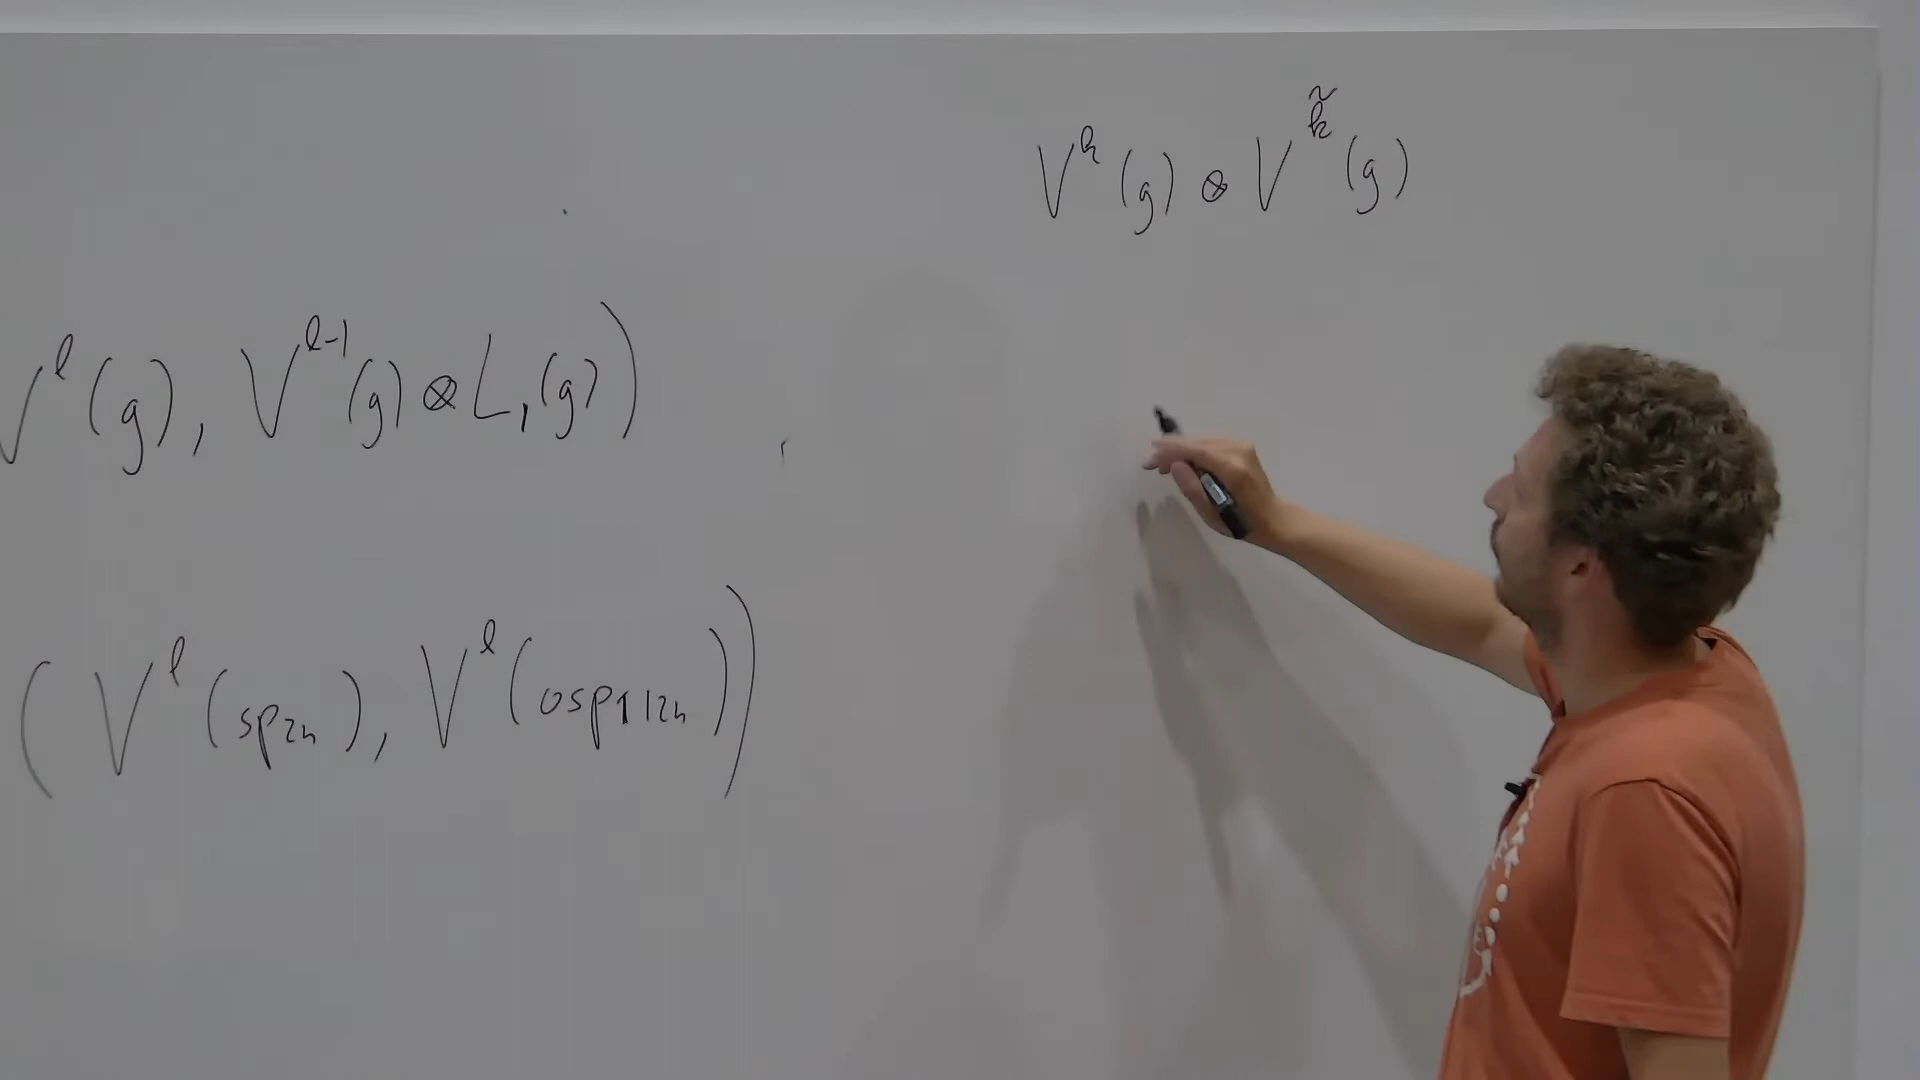 V^k (g) ⊗ V^k̃ (g)
V^ℓ (g), V^{ℓ-1} (g) ⊗ L_1 (g) )
( V^ℓ (sp_{2n}), V^ℓ (osp_{1|2n}) )